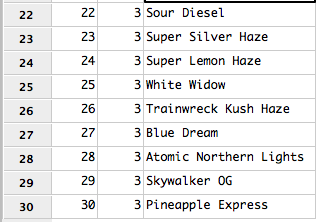 22 22 3 Sour Diesel
23 23 3 Super Silver Haze
24 24 3 Super Lemon Haze
25 25 3 White Widow
26 26 3 Trainwreck Kush Haze
27 27 3 Blue Dream
28 28 3 Atomic Northern Lights
29 29 3 Skywalker OG
30 30 3 Pineapple Express